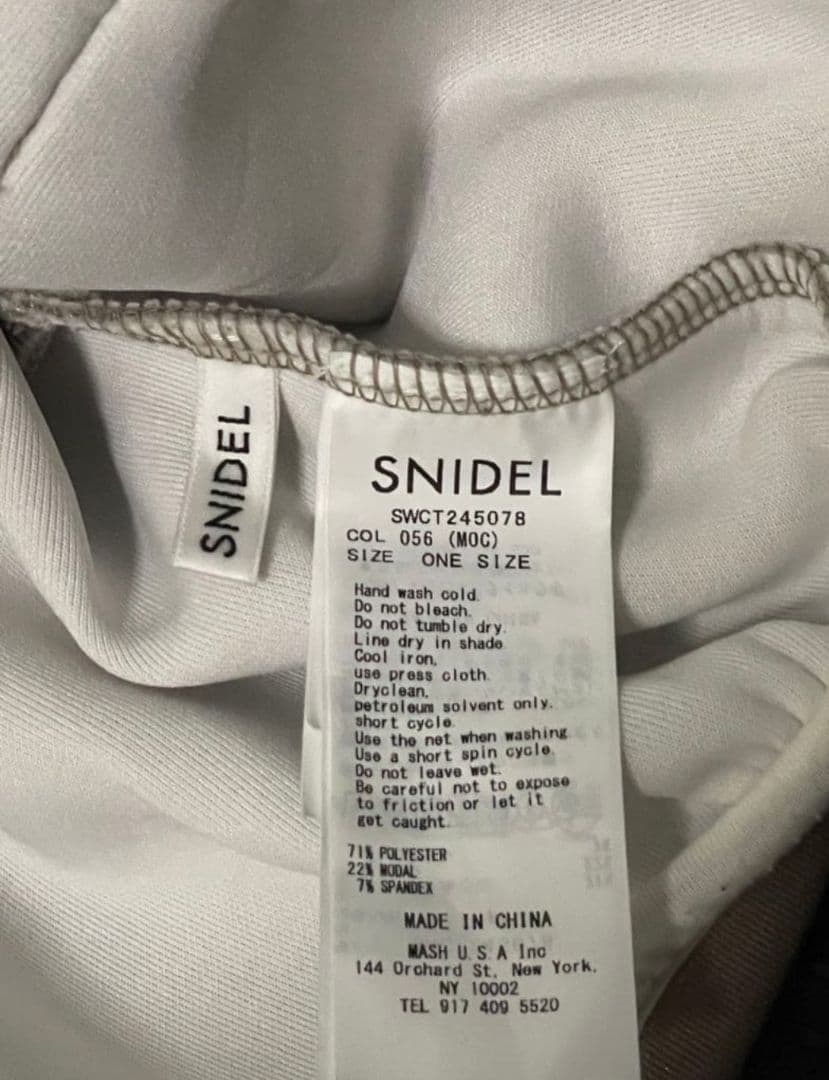 SNIDEL
SNIDEL
SWCT245078
COL 056 (MOC)
SIZE ONE SIZE
Hand wash cold.
Do not bleach.
Do not tumble dry.
Line dry in shade
Cool iron,
use press cloth.
Dryclean,
petroleum solvent only.
short cycle.
Use the net when washing
Use a short spin cycle.
Do not leave wet.
Be careful not to expose
to friction or let it
get caught.
71% POLYESTER
22% MODAL
7% SPANDEX
MADE IN CHINA
MASH U.S.A Inc
144 Orchard St, New York.
NY 10002
TEL 917 409 5520